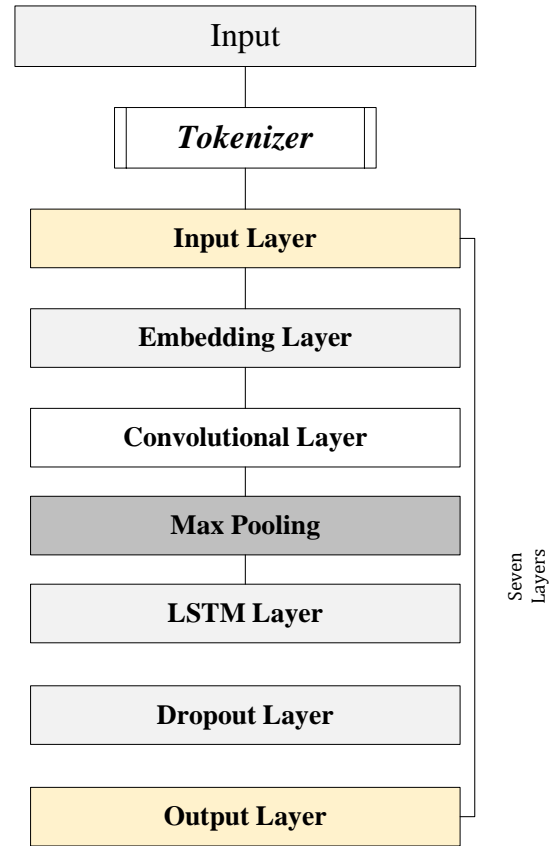 Input
Tokenizer
Input Layer
Embedding Layer
Convolutional Layer
Max Pooling
LSTM Layer
Dropout Layer
Output Layer
Seven
Layers